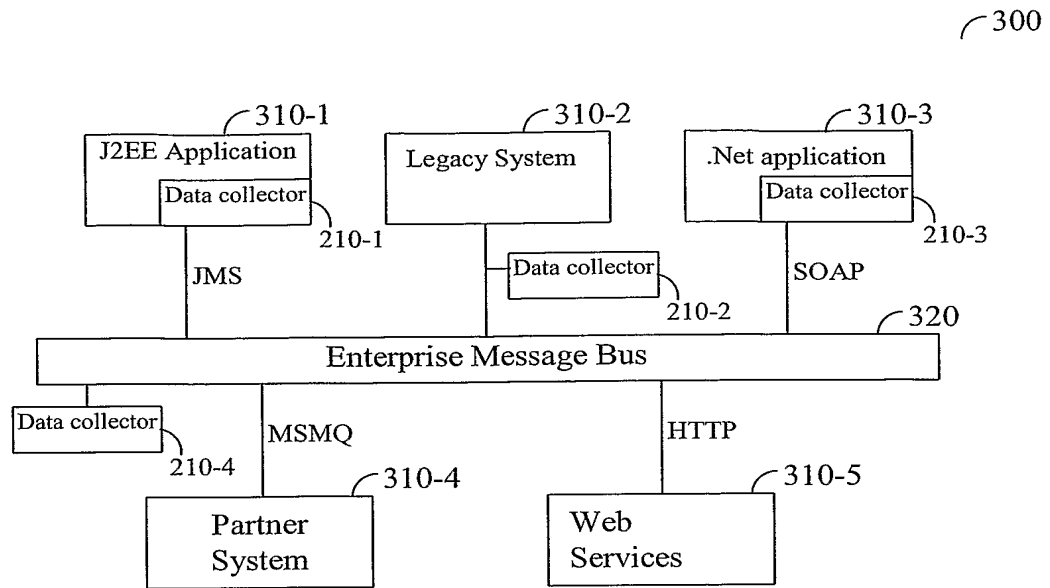 300
310-1
310-2
310-3
J2EE Application
Legacy System
.Net application
Data collector
Data collector
210-1
210-3
JMS
Data collector
SOAP
210-2
320
Enterprise Message Bus
Data collector
MSMQ
HTTP
210-4
310-4
310-5
Partner
System
Web
Services